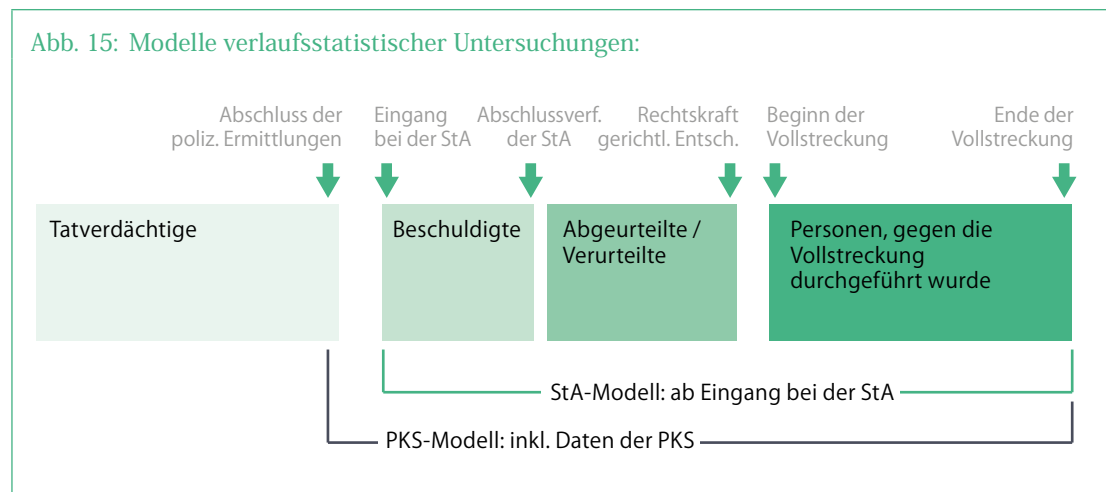 Abb. 15: Modelle verlaufsstatistischer Untersuchungen:
Abschluss der
poliz. Ermittlungen
Eingang
bei der StA
Abschlussverf.
der StA
Rechtskraft
gerichtl. Entsch.
Beginn der
Vollstreckung
Ende der
Vollstreckung
Tatverdächtige
Beschuldigte
Abgeurteilte /
Verurteilte
Personen, gegen die
Vollstreckung
durchgeführt wurde
StA-Modell: ab Eingang bei der StA
PKS-Modell: inkl. Daten der PKS